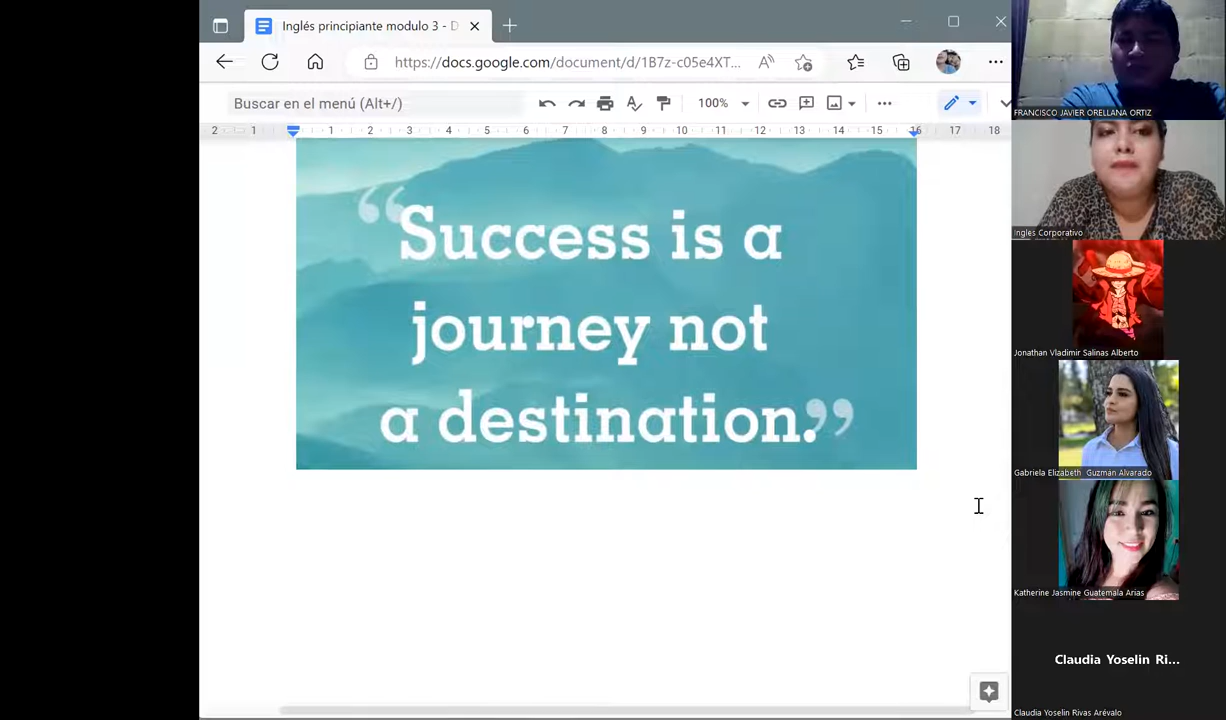 Inglés principiante modulo 3 - D
https://docs.google.com/document/d/1B7z-c05e4XT...
Buscar en el menú (Alt+/)
100%
2 1 1 2 3 4 5 6 7 8 9 10 11 12 13 14 15 16 17 18
“Success is a
journey not
a destination.”
FRANCISCO JAVIER ORELLANA ORTIZ
Inglés Corporativo
Jonathan Vladimir Salinas Alberto
Gabriela Elizabeth Guzmán Alvarado
Katherine Jasmine Guatemala Arias
Claudia Yoselin Ri...
Claudia Yoselin Rivas Arévalo